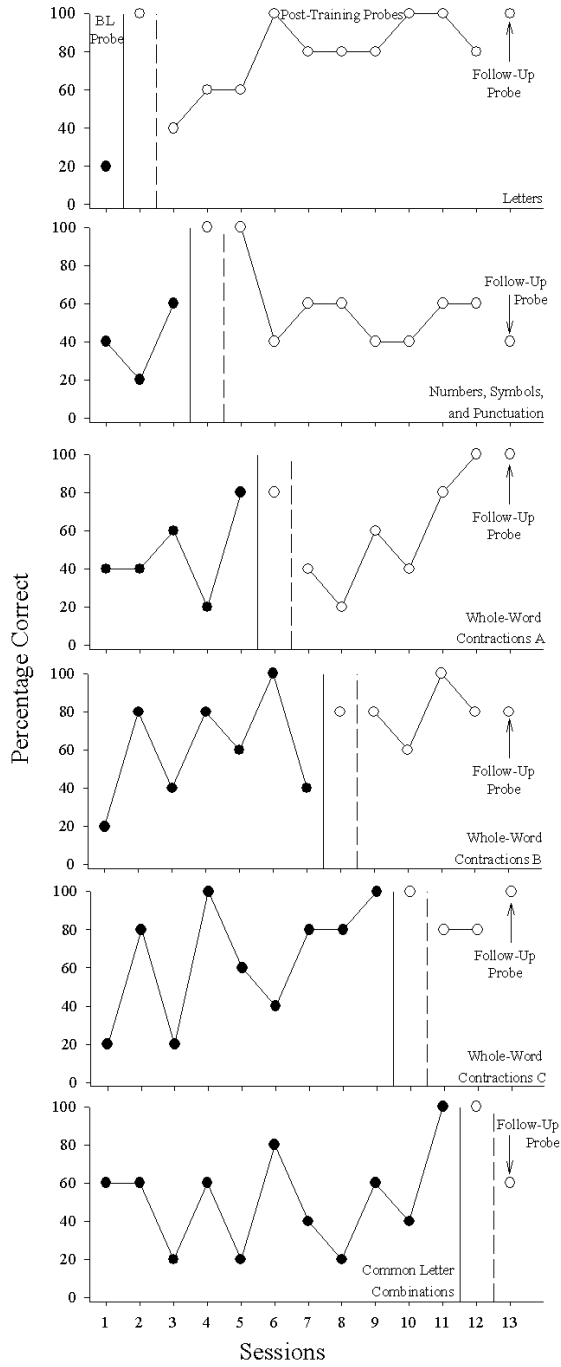 100
BL
Probe
Post-Training Probes
80
60
40
20
0
Follow-Up
Probe
Letters
100
80
60
40
20
0
Follow-Up
Probe
Numbers, Symbols,
and Punctuation
100
80
60
40
20
0
Follow-Up
Probe
Whole-Word
Contractions A
Percentage Correct
100
80
60
40
20
0
Follow-Up
Probe
Whole-Word
Contractions B
100
80
60
40
20
0
Follow-Up
Probe
Whole-Word
Contractions C
100
80
60
40
20
0
Follow-Up
Probe
Common Letter
Combinations
1 2 3 4 5 6 7 8 9 10 11 12 13
Sessions